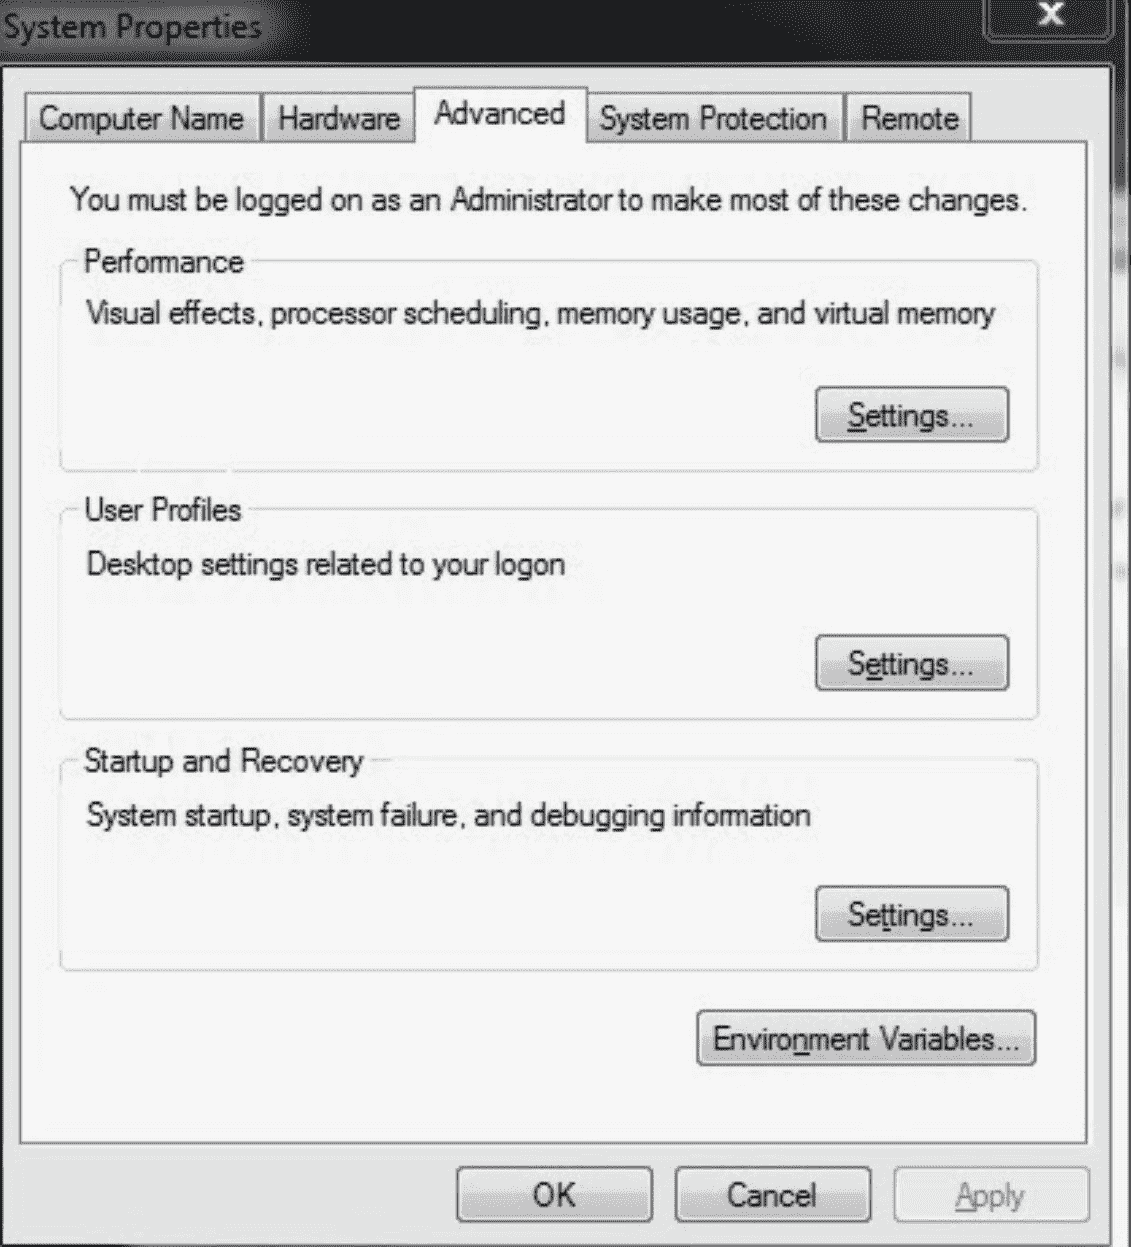 System Properties
X
Computer Name Hardware Advanced System Protection Remote
You must be logged on as an Administrator to make most of these changes.
Performance
Visual effects, processor scheduling, memory usage, and virtual memory
Settings...
User Profiles
Desktop settings related to your logon
Settings...
Startup and Recovery
System startup, system failure, and debugging information
Settings...
Environment Variables...
OK Cancel Apply